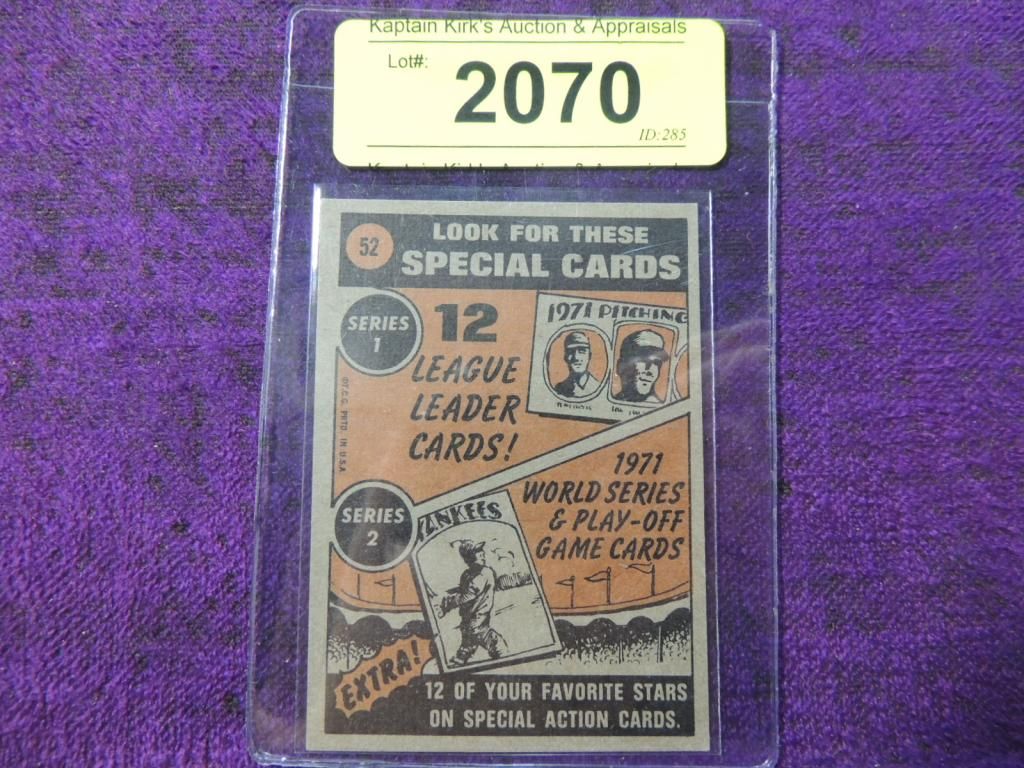 Kaptain Kirk's Auction & Appraisals
Lot#:
2070
ID:285
52
LOOK FOR THESE
SPECIAL CARDS
SERIES
1
12
LEAGUE
LEADER
CARDS!
1971 PITCHING
©T.C.G. PRTD. IN U.S.A.
1971
WORLD SERIES
& PLAY-OFF
GAME CARDS
SERIES
2
YANKEES
EXTRA!
12 OF YOUR FAVORITE STARS
ON SPECIAL ACTION CARDS.